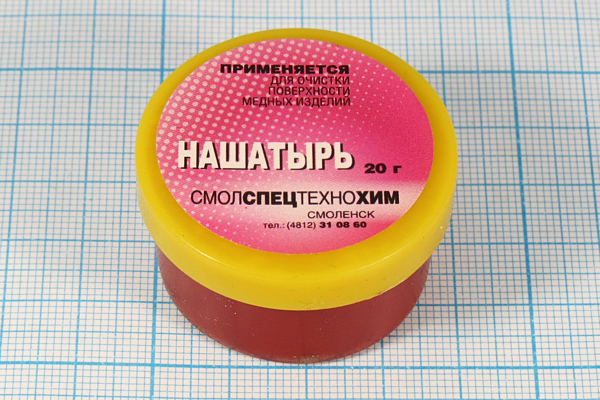 ПРИМЕНЯЕТСЯ
ДЛЯ ОЧИСТКИ
ПОВЕРХНОСТИ
МЕДНЫХ ИЗДЕЛИЙ
НАШАТЫРЬ 20 г
СМОЛСПЕЦТЕХНОХИМ
СМОЛЕНСК
тел.: (4812) 31 08 60